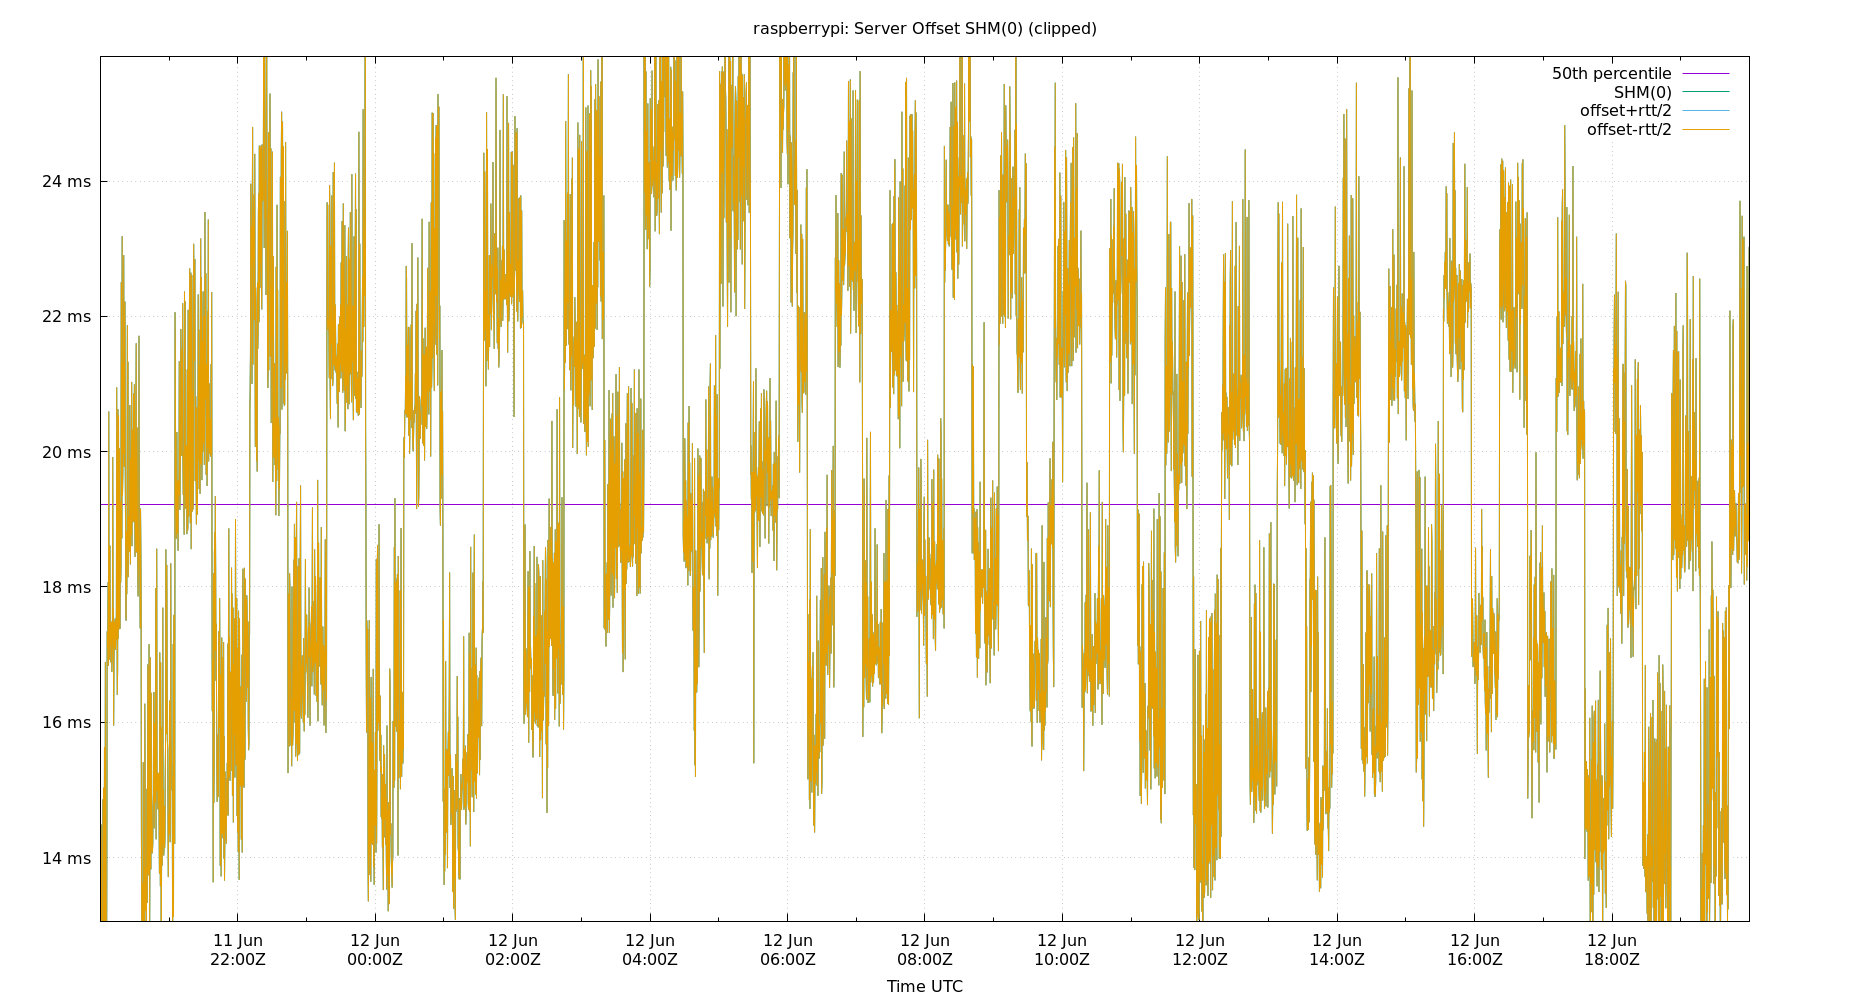 raspberrypi: Server Offset SHM(0) (clipped)
50th percentile
SHM(0)
offset+rtt/2
offset-rtt/2
24 ms
22 ms
20 ms
18 ms
16 ms
14 ms
11 Jun 12 Jun 12 Jun 12 Jun 12 Jun 12 Jun 12 Jun 12 Jun 12 Jun 12 Jun 12 Jun
22:00Z 00:00Z 02:00Z 04:00Z 06:00Z 08:00Z 10:00Z 12:00Z 14:00Z 16:00Z 18:00Z
Time UTC